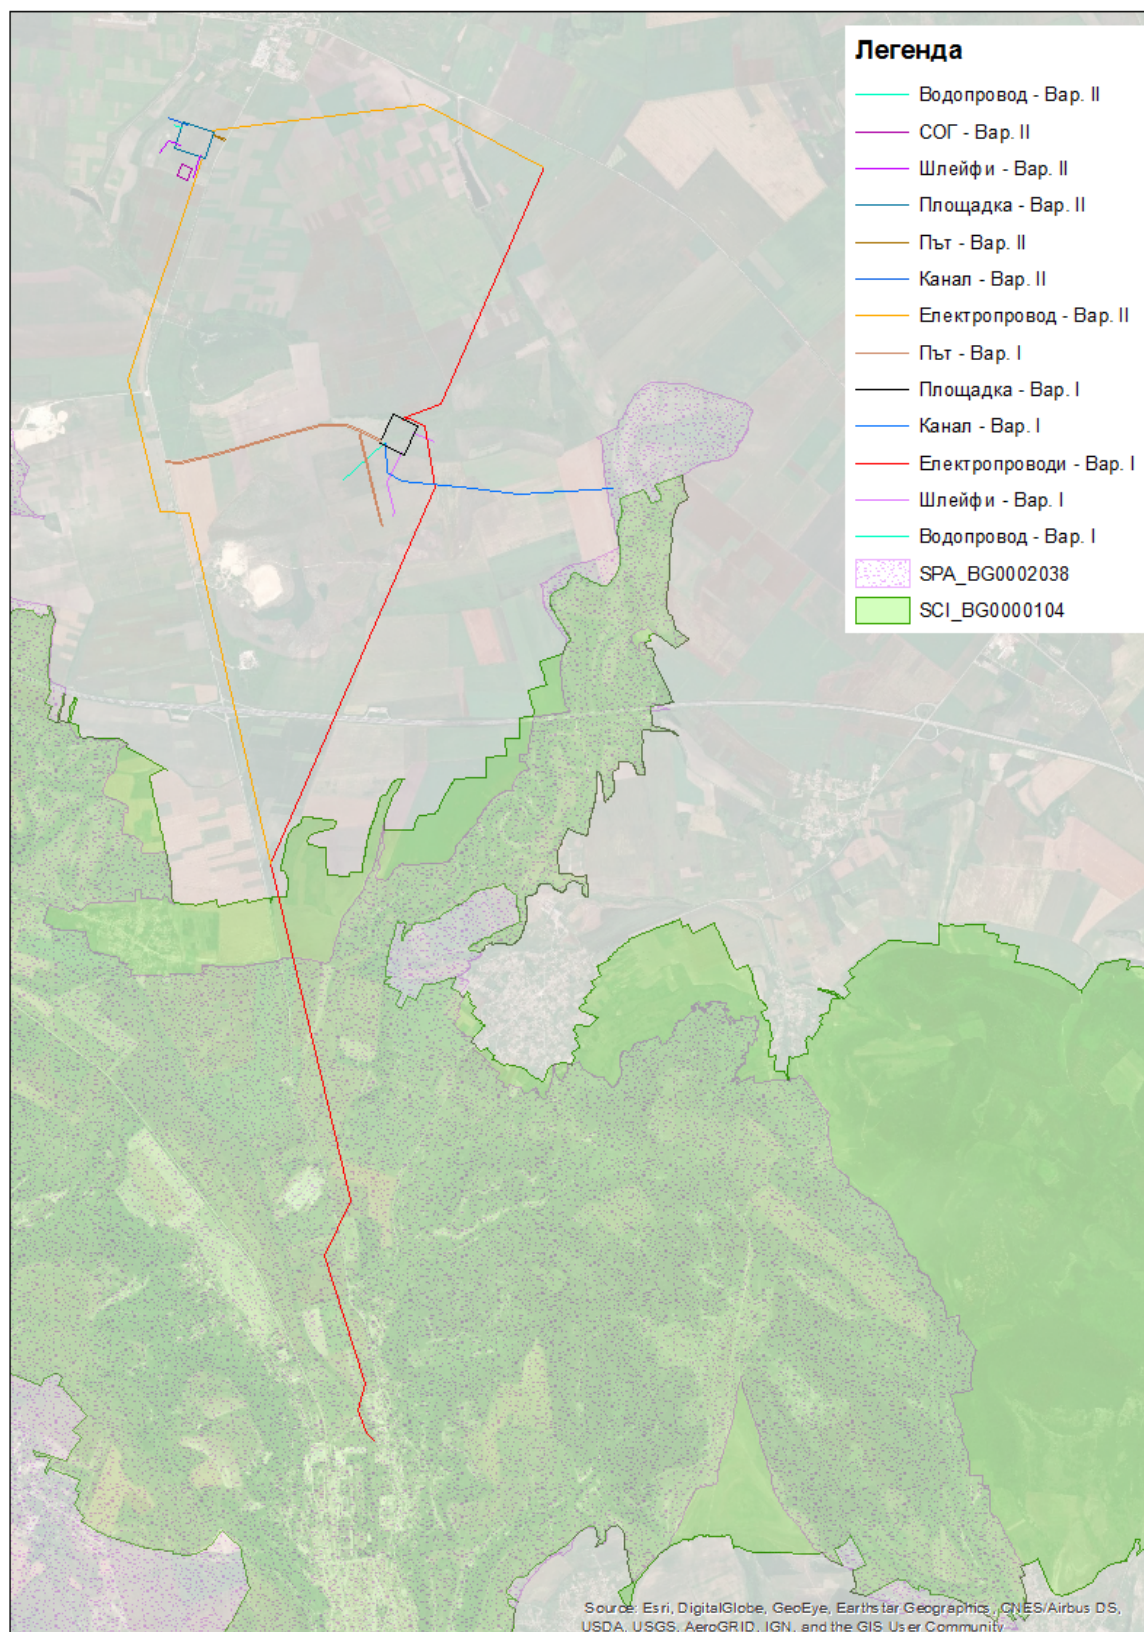 Легенда
Водопровод - Вар. II
СОГ - Вар. II
Шлейфи - Вар. II
Площадка - Вар. II
Път - Вар. II
Канал - Вар. II
Електропровод - Вар. II
Път - Вар. I
Площадка - Вар. I
Канал - Вар. I
Електропроводи - Вар. I
Шлейфи - Вар. I
Водопровод - Вар. I
SPA_BG0002038
SCI_BG0000104
Source: Esri, DigitalGlobe, GeoEye, Earthstar Geographics, CNES/Airbus DS,
USDA, USGS, AeroGRID, IGN, and the GIS User Community